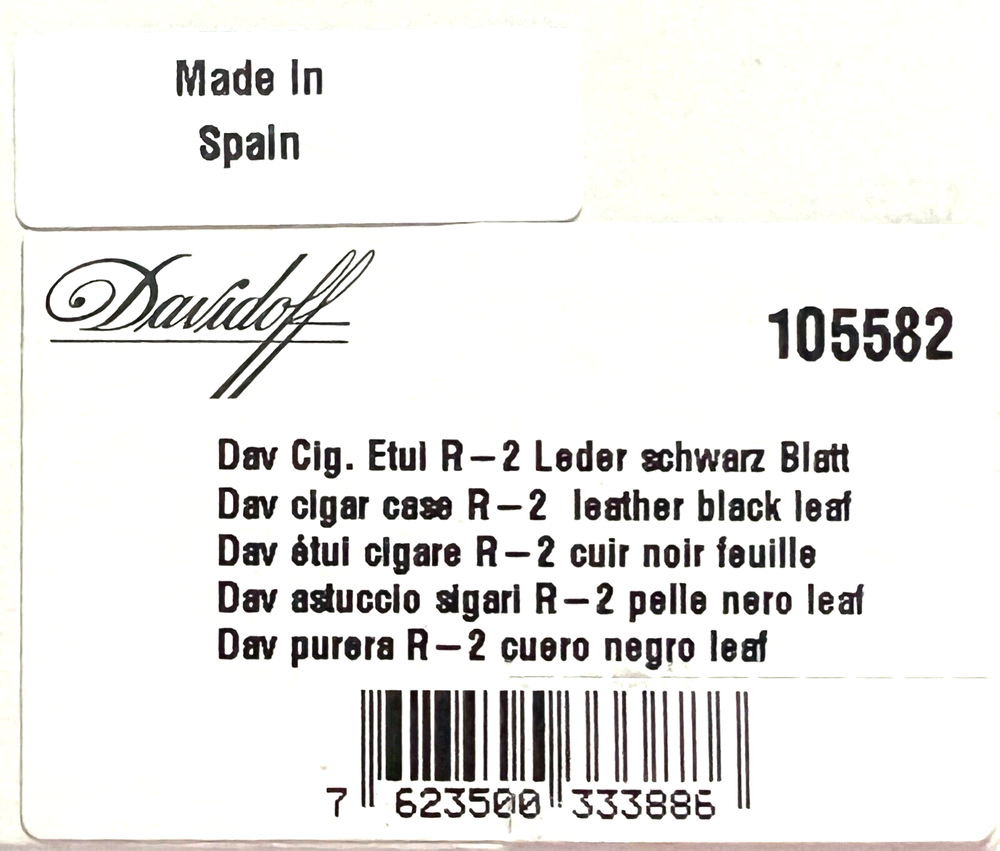 Made In
Spain
Davidoff
105582
Dav Cig. Etui R-2 Leder schwarz Blatt
Dav cigar case R-2 leather black leaf
Dav étui cigare R-2 cuir noir feuille
Dav astuccio sigari R-2 pelle nero leaf
Dav purera R-2 cuero negro leaf
7 623500 333886